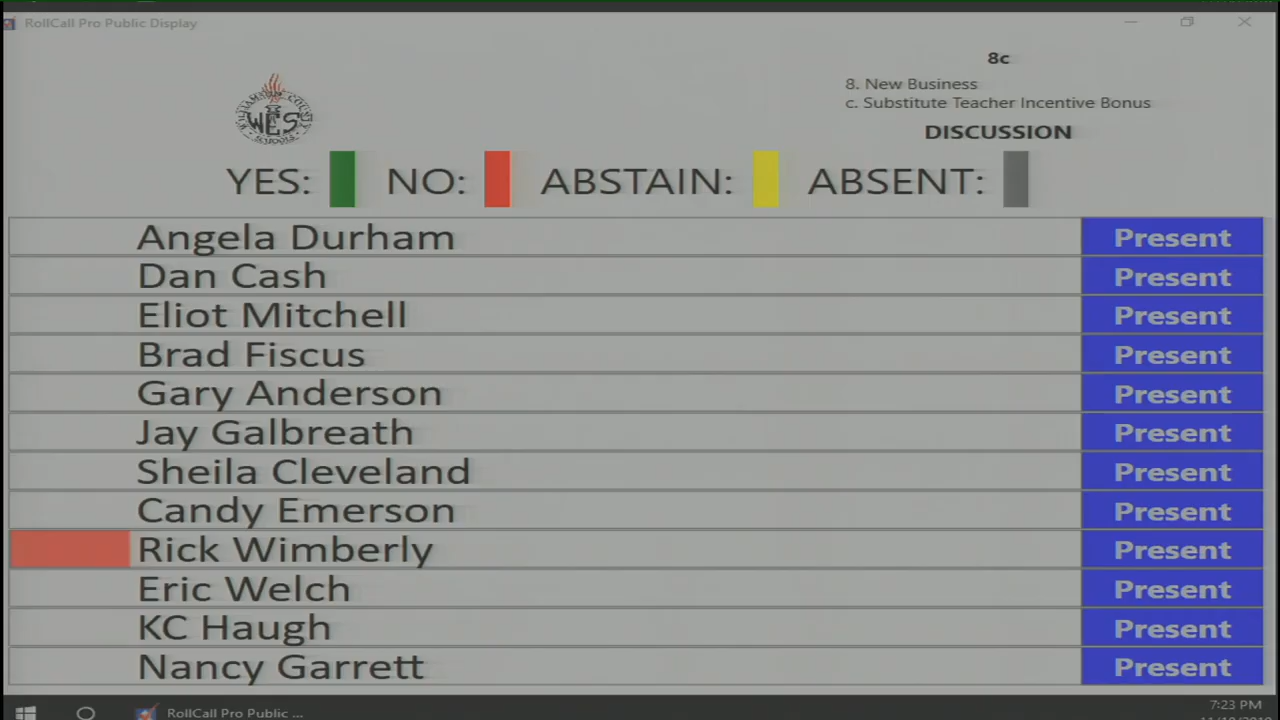 RollCall Pro Public Display
8c
8. New Business
c. Substitute Teacher Incentive Bonus
DISCUSSION
WCS
SCHOOLS
YES: NO: ABSTAIN: ABSENT:
Angela Durham Present
Dan Cash Present
Eliot Mitchell Present
Brad Fiscus Present
Gary Anderson Present
Jay Galbreath Present
Sheila Cleveland Present
Candy Emerson Present
Rick Wimberly Present
Eric Welch Present
KC Haugh Present
Nancy Garrett Present
RollCall Pro Public ...
7:23 PM